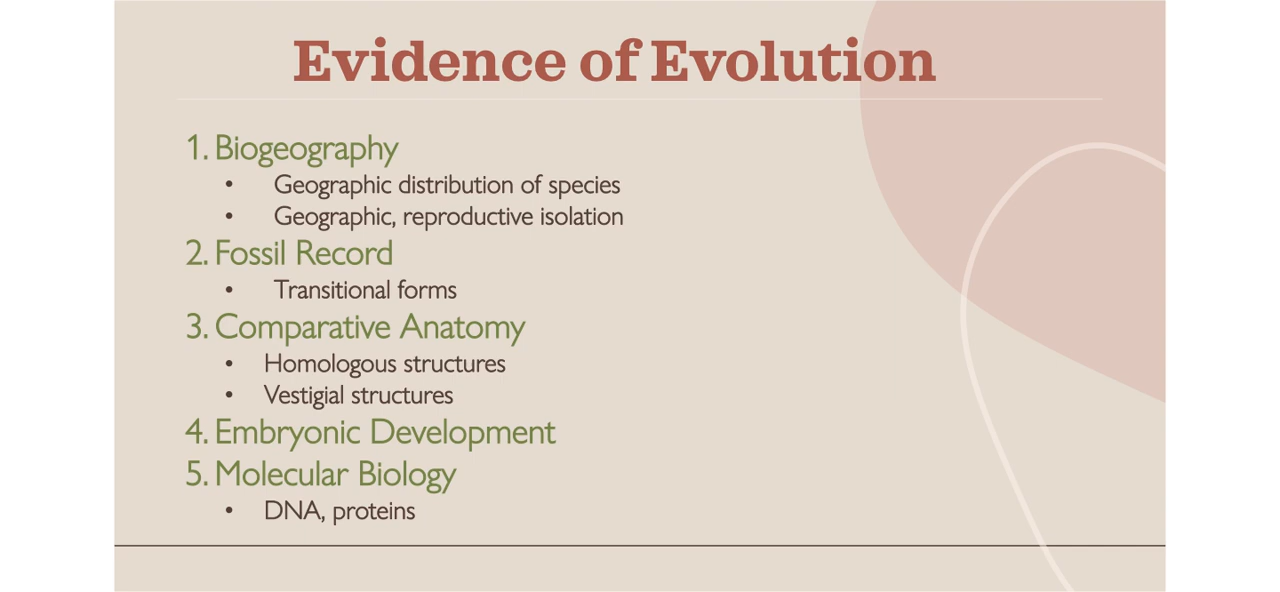 Evidence of Evolution
1. Biogeography
• Geographic distribution of species
• Geographic, reproductive isolation
2. Fossil Record
• Transitional forms
3. Comparative Anatomy
• Homologous structures
• Vestigial structures
4. Embryonic Development
5. Molecular Biology
• DNA, proteins